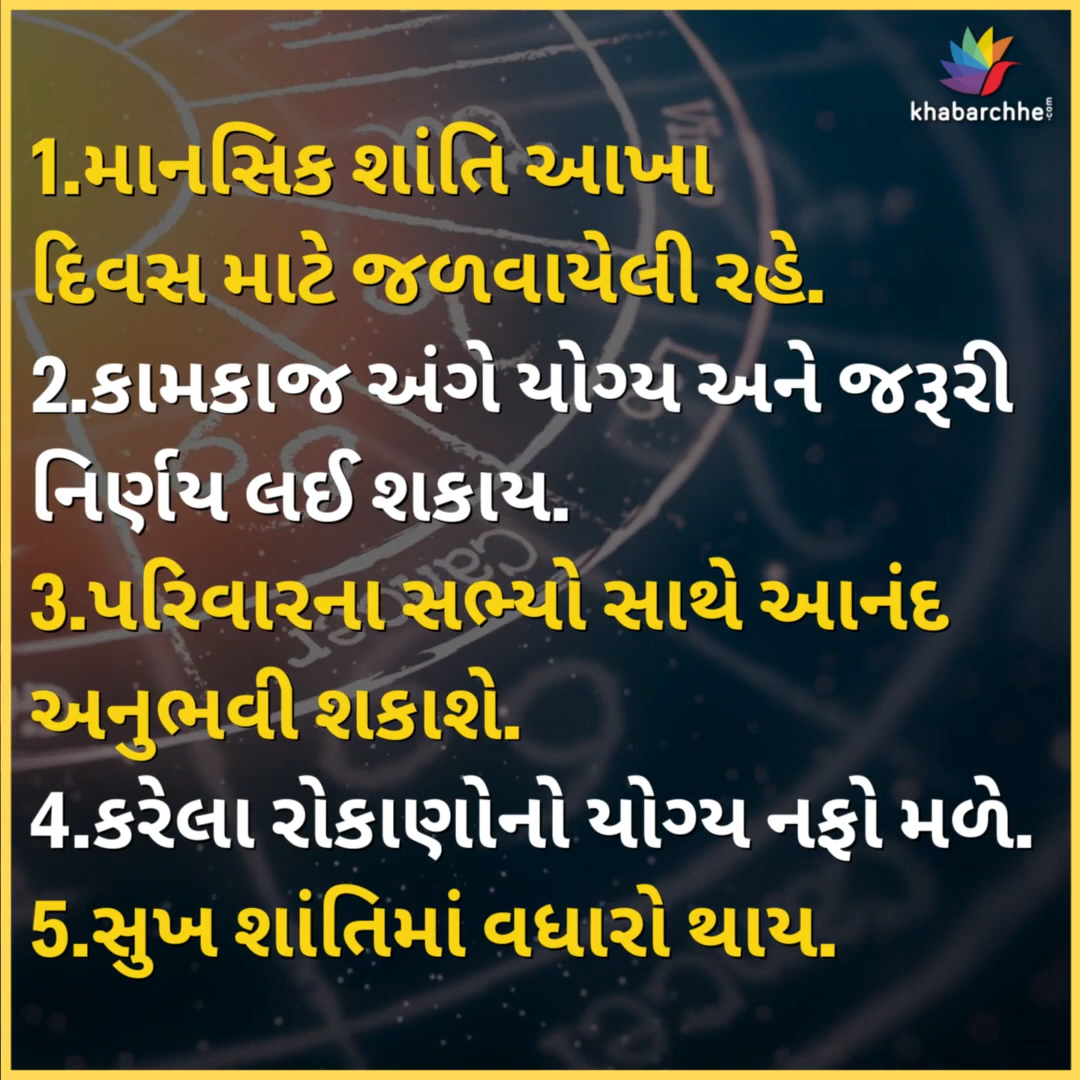 khabarchhe.com
1.માનસિક શાંતિ આખા
દિવસ માટે જળવાયેલી રહે.
2.કામકાજ અંગે યોગ્ય અને જરૂરી
નિર્ણય લઈ શકાય.
3.પરિવારના સભ્યો સાથે આનંદ
અનુભવી શકાશે.
4.કરેલા રોકાણોનો યોગ્ય નફો મળે.
5.સુખ શાંતિમાં વધારો થાય.
Cancer